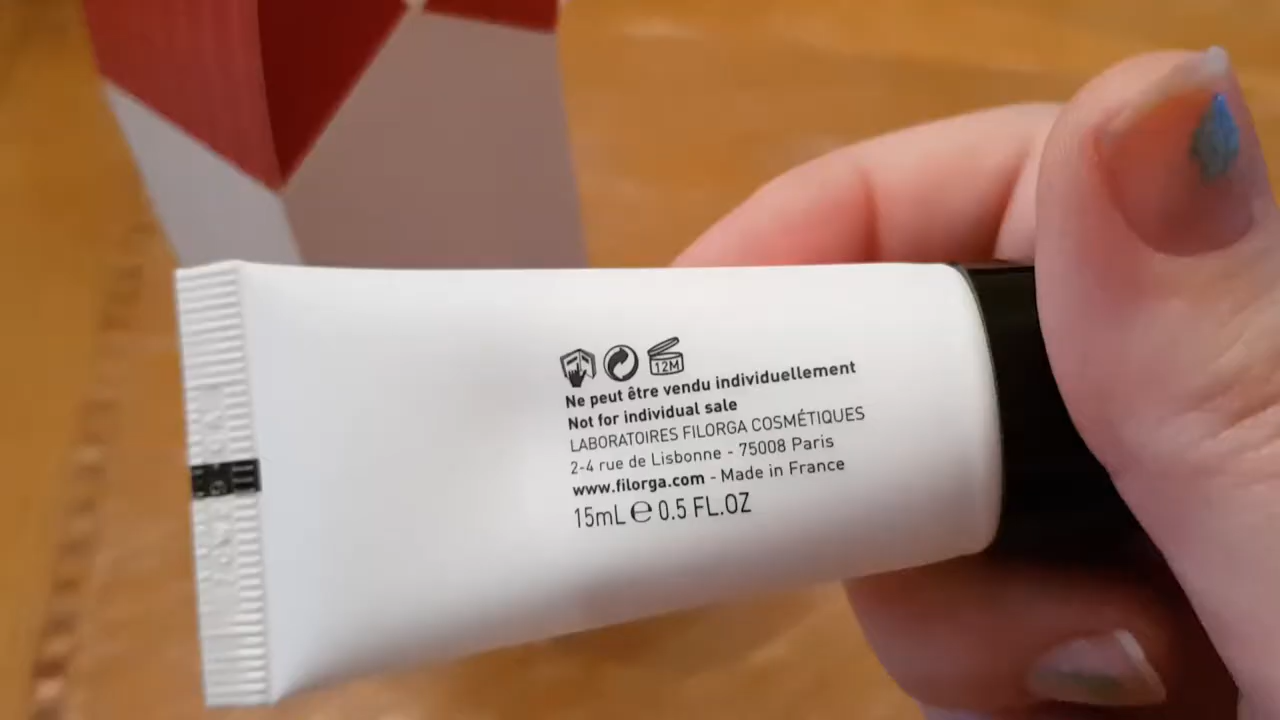 12M
Ne peut être vendu individuellement
Not for individual sale
LABORATOIRES FILORGA COSMÉTIQUES
2-4 rue de Lisbonne - 75008 Paris
www.filorga.com - Made in France
15mL ℮ 0.5 FL.OZ